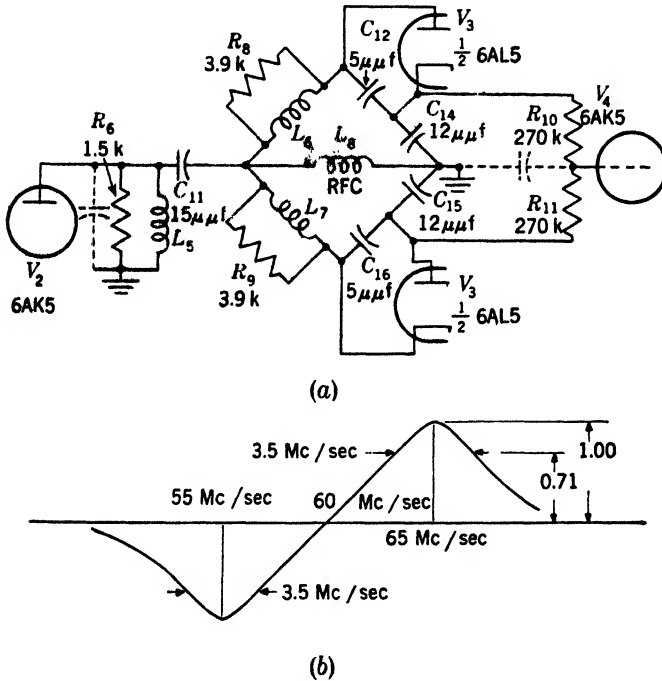 R8
3.9 k
C12
5μμf
V3
1/2 6AL5
C14
12μμf
R10
270 k
V4
6AK5
R6
1.5 k
L6
L8
RFC
C11
15μμf
L5
L7
C15
12μμf
R11
270 k
V2
6AK5
R9
3.9 k
C16
5μμf
V3
1/2 6AL5
(a)
3.5 Mc/sec
1.00
0.71
55 Mc/sec
60 Mc/sec
65 Mc/sec
3.5 Mc/sec
(b)